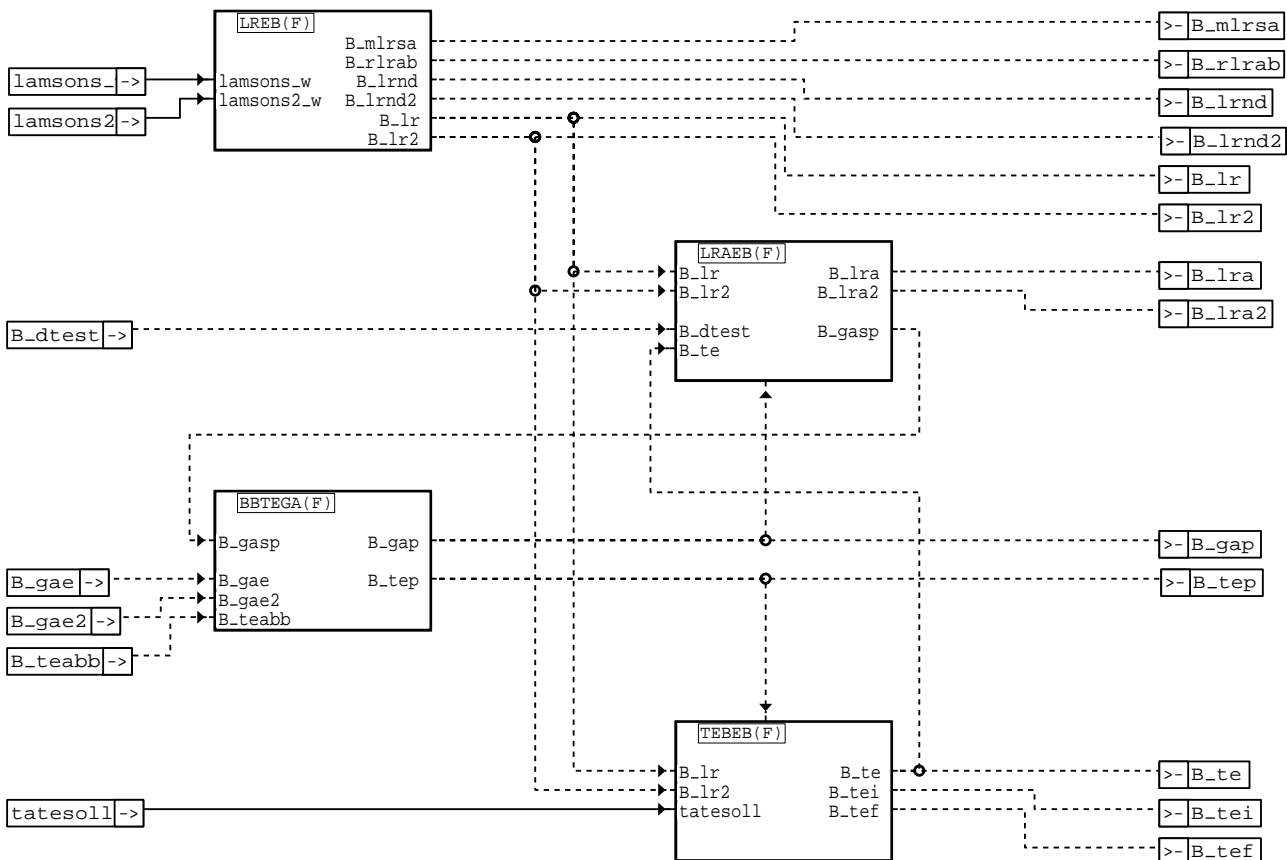 LREB(F)
B_mlrsa
B_rlrab
lamsons_w
B_lrnd
lamsons2_w
B_lrnd2
B_lr
B_lr2
lamsons_ ->
lamsons2 ->
>- B_mlrsa
>- B_rlrab
>- B_lrnd
>- B_lrnd2
>- B_lr
>- B_lr2
LRAEB(F)
B_lr
B_lra
B_lr2
B_lra2
B_dtest
B_gasp
B_te
>- B_lra
>- B_lra2
B_dtest ->
BBTEGA(F)
B_gasp
B_gap
B_gae
B_tep
B_gae2
B_teabb
B_gae ->
B_gae2 ->
B_teabb ->
>- B_gap
>- B_tep
TEBEB(F)
B_lr
B_te
B_lr2
B_tei
tatesoll
B_tef
tatesoll ->
>- B_te
>- B_tei
>- B_tef